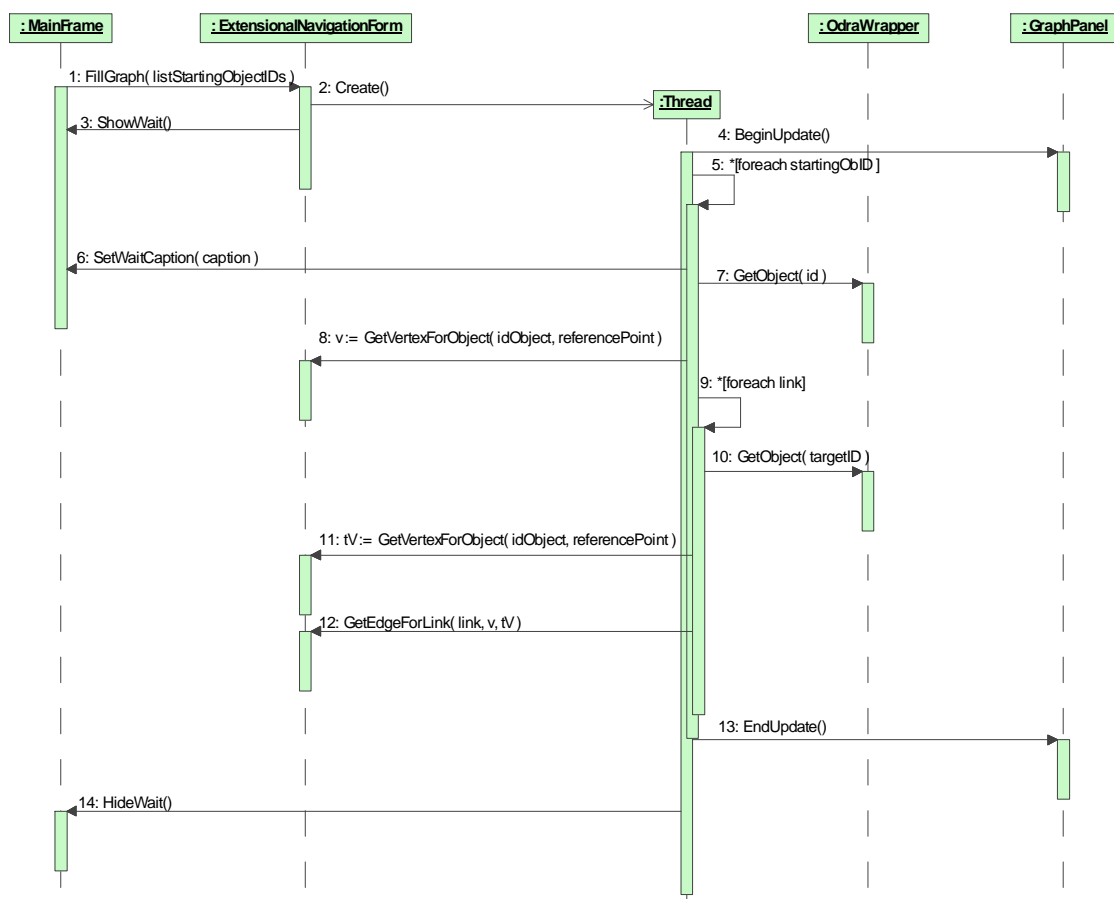 : MainFrame
: ExtensionalNavigationForm
: OdraWrapper
: GraphPanel
1: FillGraph( listStartingObjectIDs )
2: Create()
:Thread
3: ShowWait()
4: BeginUpdate()
5: *[foreach startingObID ]
6: SetWaitCaption( caption )
7: GetObject( id )
8: v:= GetVertexForObject( idObject, referencePoint )
9: *[foreach link]
10: GetObject( targetID )
11: tV:= GetVertexForObject( idObject, referencePoint )
12: GetEdgeForLink( link, v, tV )
13: EndUpdate()
14: HideWait()